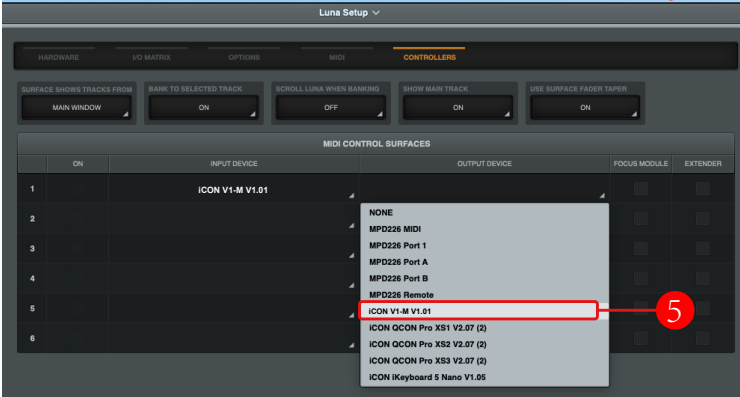 Luna Setup
HARDWARE I/O MATRIX OPTIONS MIDI CONTROLLERS
SURFACE SHOWS TRACKS FROM BANK TO SELECTED TRACK SCROLL LUNA WHEN BANKING SHOW MAIN TRACK USE SURFACE FADER TAPER
MAIN WINDOW ON OFF ON ON
MIDI CONTROL SURFACES
ON INPUT DEVICE OUTPUT DEVICE FOCUS MODULE EXTENDER
1 iCON V1-M V1.01
2
3
4
5
6
NONE
MPD226 MIDI
MPD226 Port 1
MPD226 Port A
MPD226 Port B
MPD226 Remote
iCON V1-M V1.01
5
iCON QCON Pro XS1 V2.07 (2)
iCON QCON Pro XS2 V2.07 (2)
iCON QCON Pro XS3 V2.07 (2)
iCON iKeyboard 5 Nano V1.05